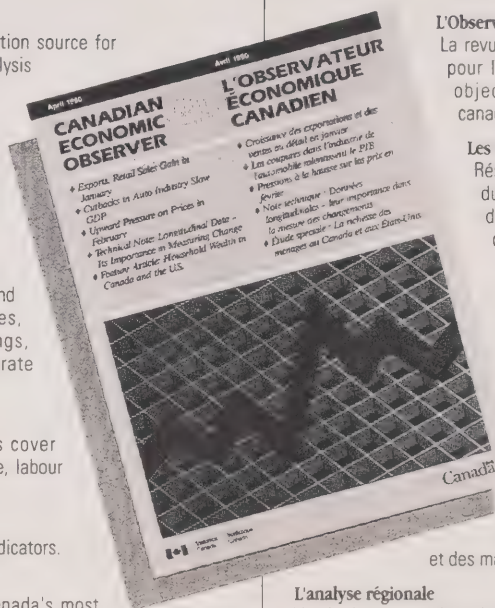 tion source for
lysis
nd
es,
ngs,
rate
s cover
e, labour
dicators.
nada's most
April 1990
CANADIAN
ECONOMIC
OBSERVER
♦ Exports, Retail Sales Gain in
January
♦ Cutbacks in Auto Industry Slow
GDP
♦ Upward Pressure on Prices in
February
♦ Technical Note: Longitudinal Data -
Its Importance in Measuring Change
♦ Feature Article: Household Wealth in
Canada and the U.S.
Avril 1990
L'OBSERVATEUR
ÉCONOMIQUE
CANADIEN
♦ Croissance des exportations et des
ventes au détail en janvier
♦ Les coupures dans l'industrie de
l'automobile ralentissent le PIB
♦ Pressions à la hausse sur les prix en
février
♦ Note technique - Données
longitudinales - leur importance dans
la mesure des changements
♦ Étude spéciale - La richesse des
ménages au Canada et aux États-Unis
Statistics Canada
Statistique Canada
Canada
L'Observ
La revu
pour l
objec
cana
Les
Ré
du
d
et des ma
L'analyse régionale